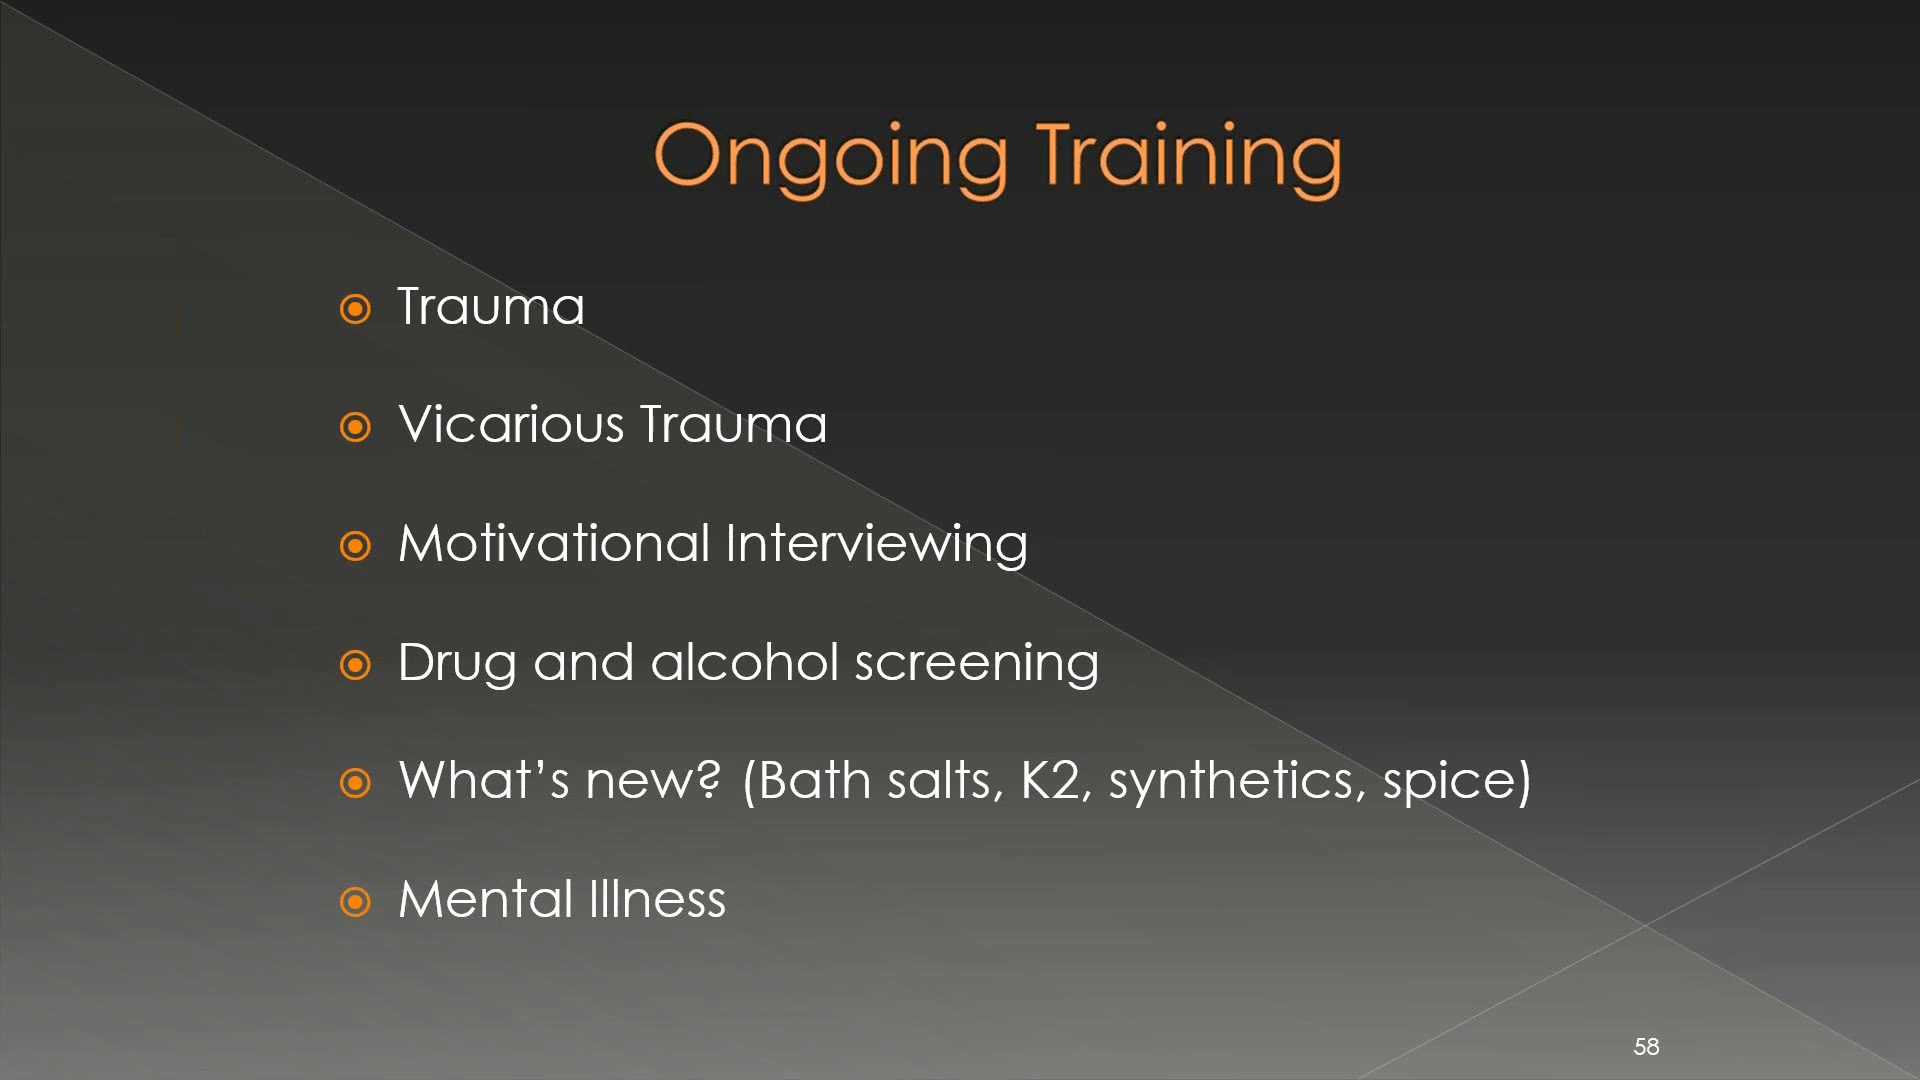 Ongoing Training
Trauma
Vicarious Trauma
Motivational Interviewing
Drug and alcohol screening
What’s new? (Bath salts, K2, synthetics, spice)
Mental Illness
58